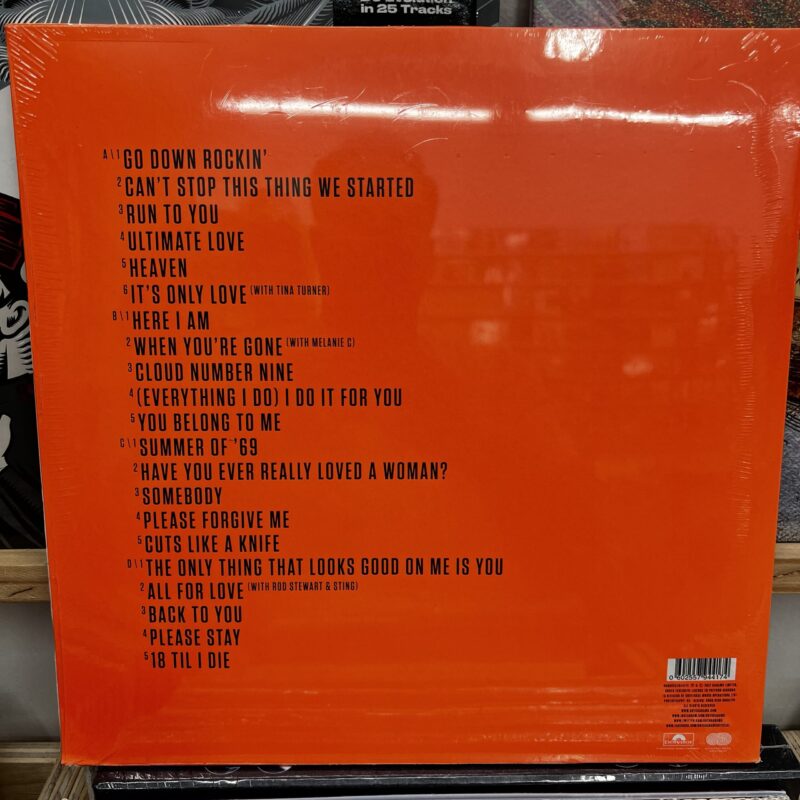 in 25 Tracks
A\1 GO DOWN ROCKIN'
2 CAN'T STOP THIS THING WE STARTED
3 RUN TO YOU
4 ULTIMATE LOVE
5 HEAVEN
6 IT'S ONLY LOVE (WITH TINA TURNER)
B\1 HERE I AM
2 WHEN YOU'RE GONE (WITH MELANIE C)
3 CLOUD NUMBER NINE
4 (EVERYTHING I DO) I DO IT FOR YOU
5 YOU BELONG TO ME
C\1 SUMMER OF '69
2 HAVE YOU EVER REALLY LOVED A WOMAN?
3 SOMEBODY
4 PLEASE FORGIVE ME
5 CUTS LIKE A KNIFE
D\1 THE ONLY THING THAT LOOKS GOOD ON ME IS YOU
2 ALL FOR LOVE (WITH ROD STEWART & STING)
3 BACK TO YOU
4 PLEASE STAY
5 18 TIL I DIE
ALL RIGHTS RESERVED
polydor